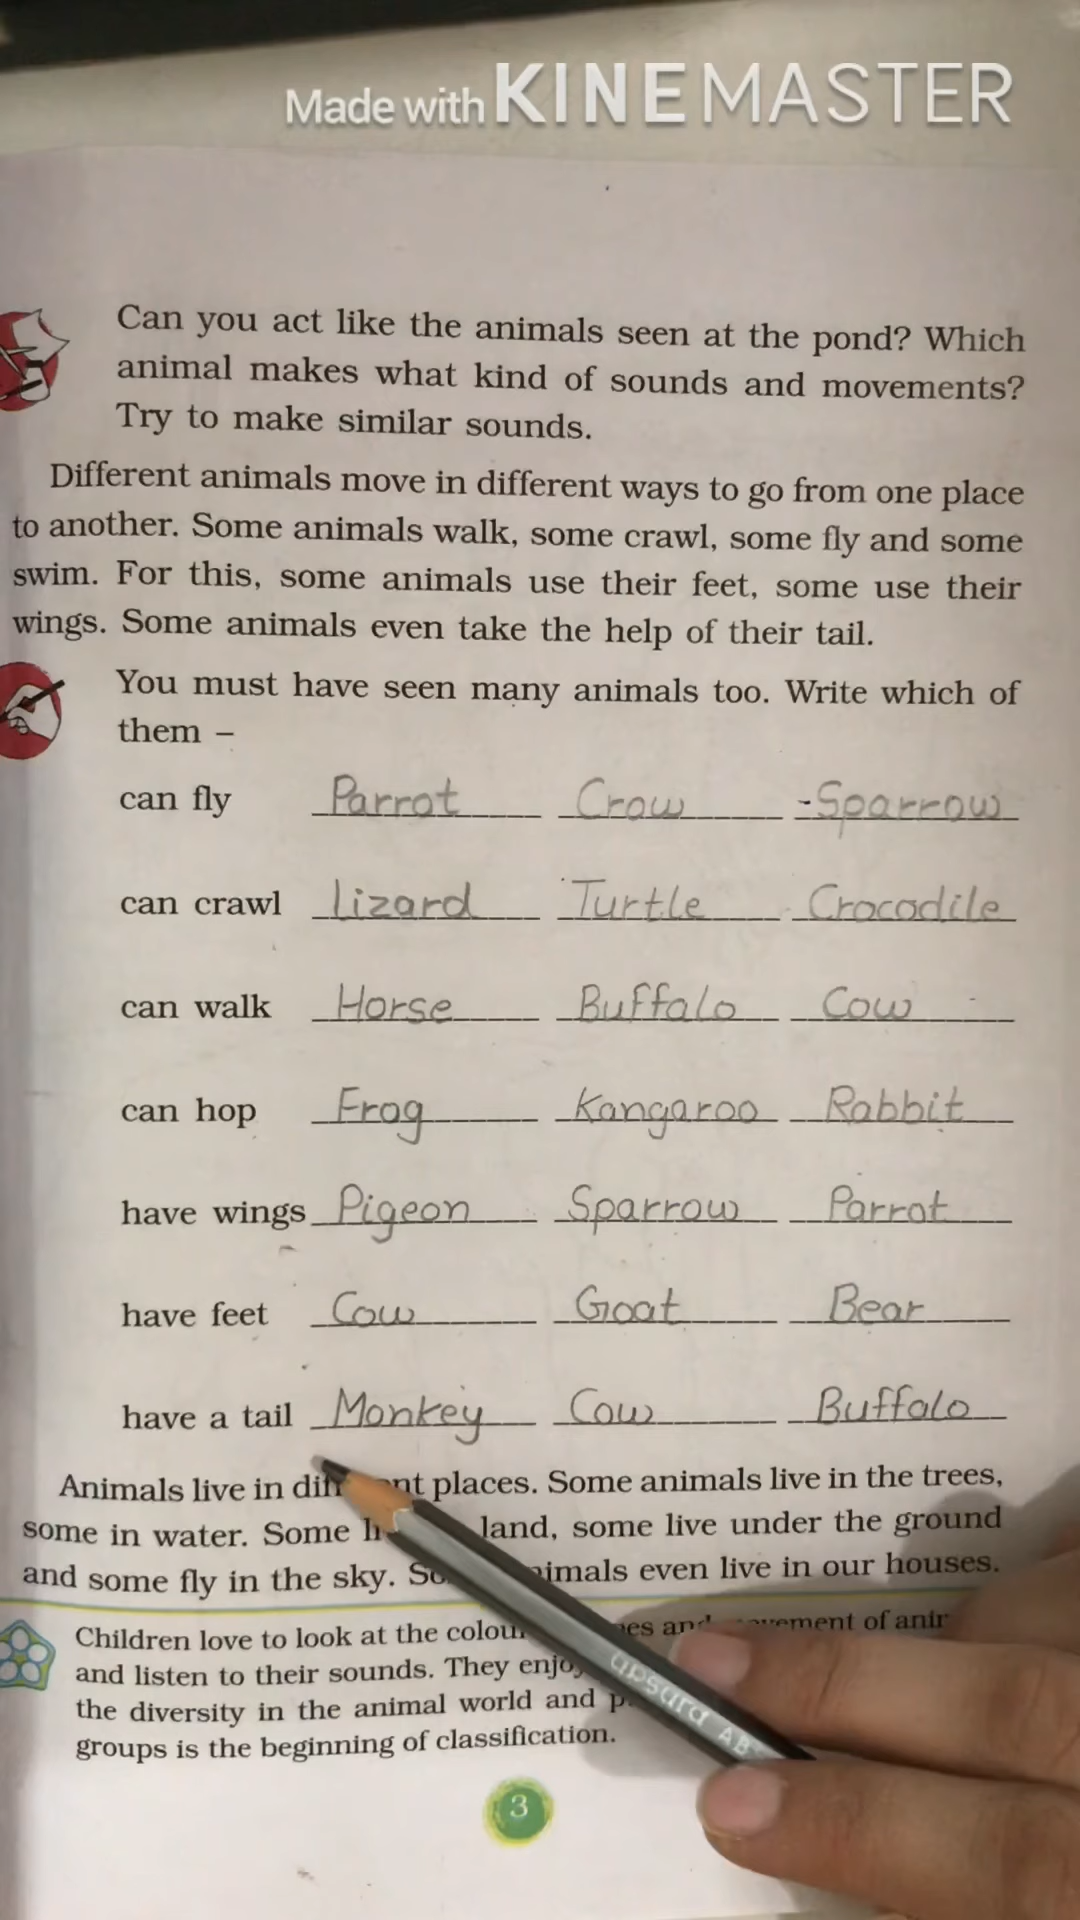 Made with KINEMASTER
Can you act like the animals seen at the pond? Which
animal makes what kind of sounds and movements?
Try to make similar sounds.
Different animals move in different ways to go from one place
to another. Some animals walk, some crawl, some fly and some
swim. For this, some animals use their feet, some use their
wings. Some animals even take the help of their tail.
You must have seen many animals too. Write which of
them –
can fly Parrot Crow -Sparrow
can crawl lizard Turtle Crocodile
can walk Horse Buffalo Cow
can hop Frog Kangaroo Rabbit
have wings Pigeon Sparrow Parrot
have feet Cow Goat Bear
have a tail Monkey Cow Buffalo
Animals live in places. Some animals live in the trees,
some in water. Some land, some live under the ground
and some fly in the sky. even live in our houses.
Children love to look at the and of
and listen to their sounds. They
the diversity in the animal world and
groups is the beginning of classification.
apsara AB
3